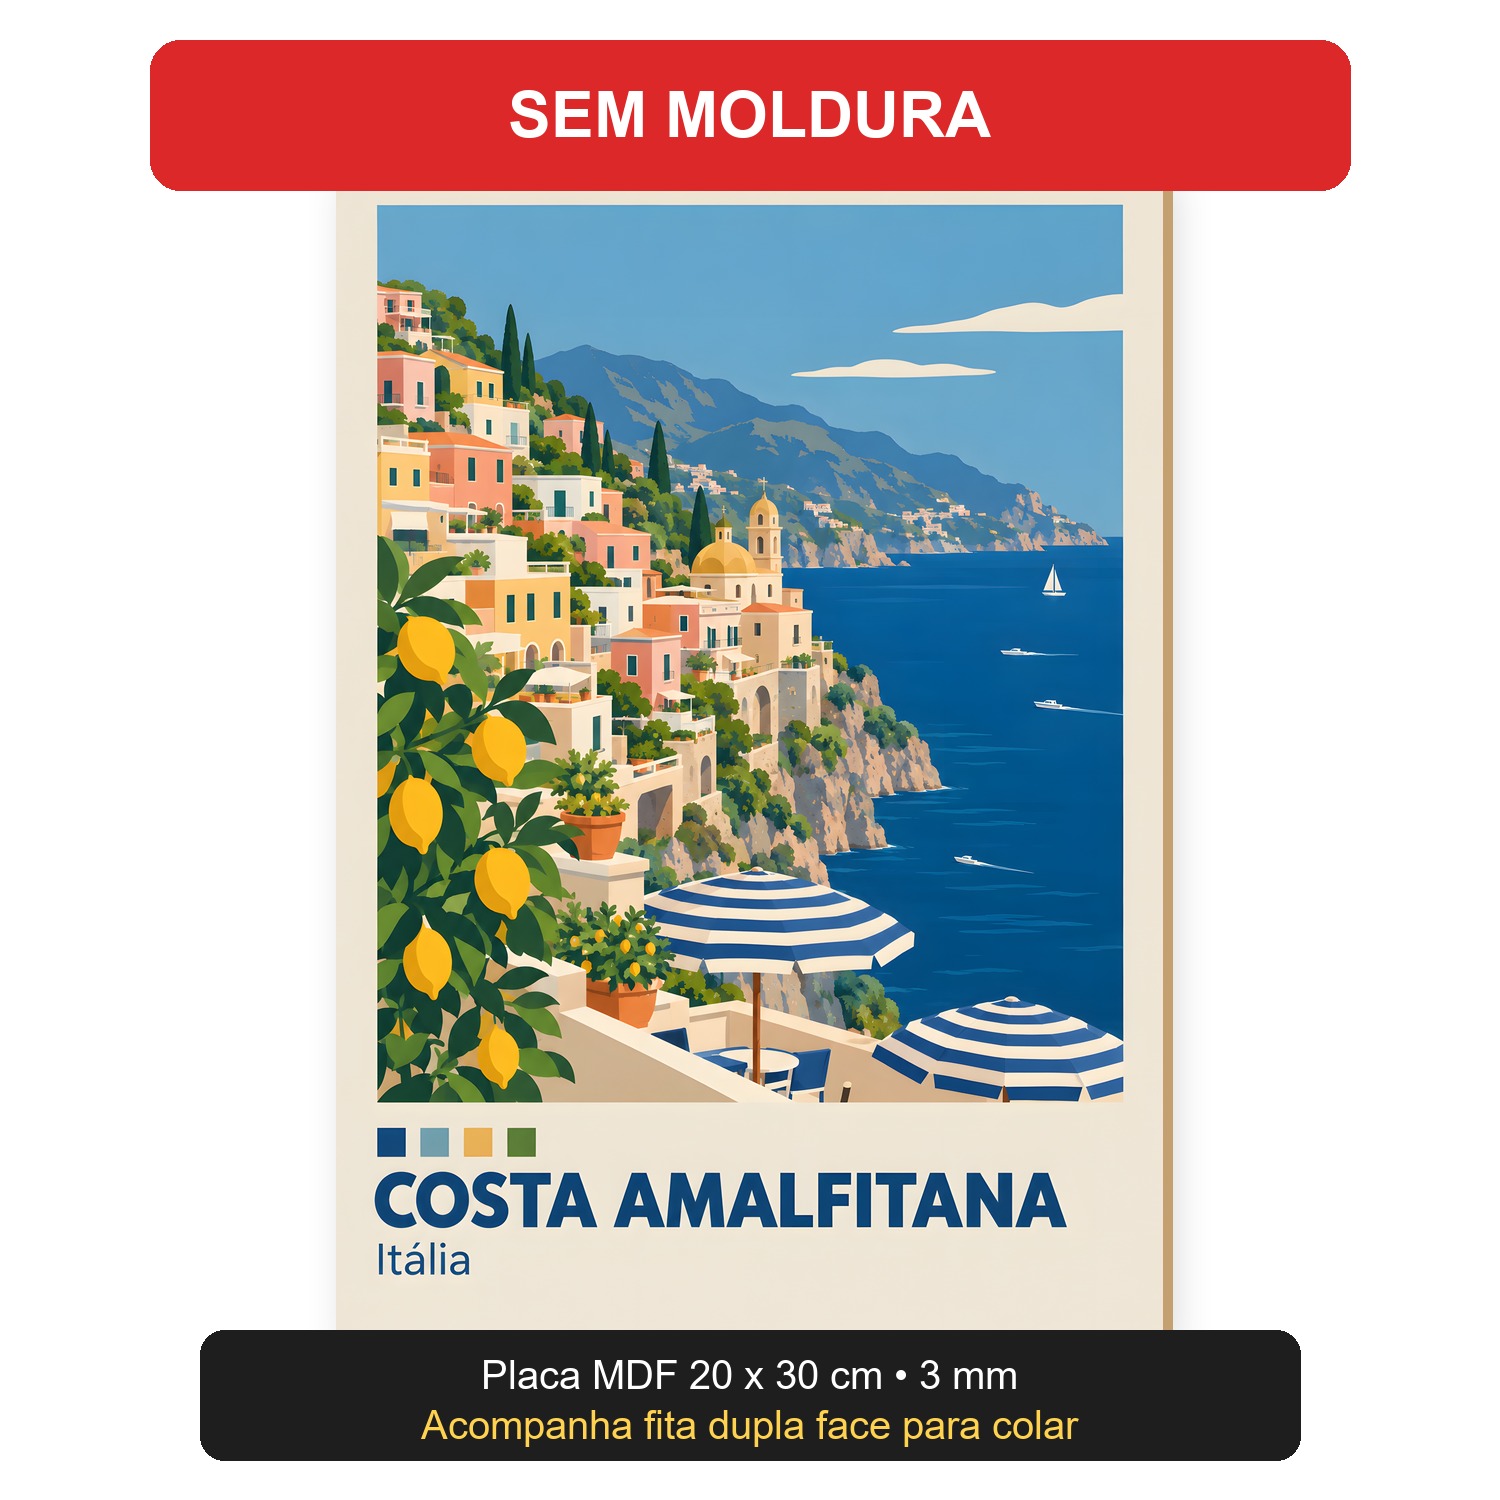 SEM MOLDURA
COSTA AMALFITANA
Itália
Placa MDF 20 x 30 cm • 3 mm
Acompanha fita dupla face para colar